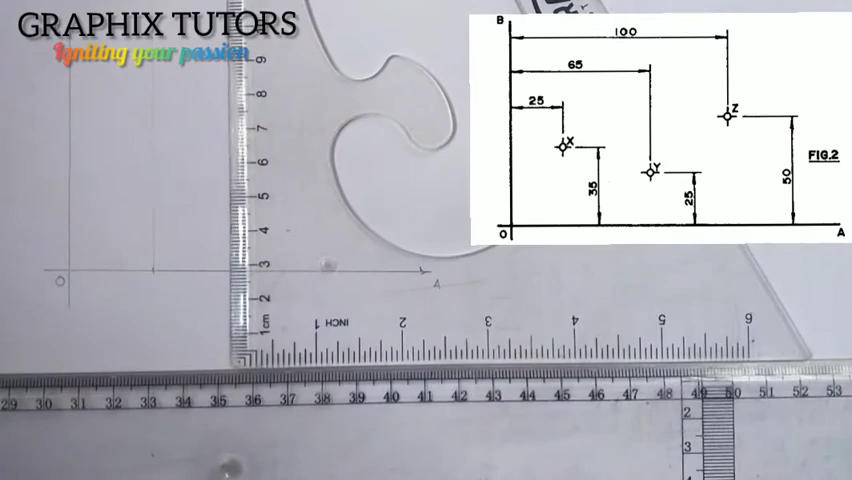 GRAPHIX TUTORS
Igniting your passion
B
100
65
25
X
Y
Z
35
25
50
FIG.2
O
A
9
8
7
6
5
4
3
2
1cm
1 INCH 2 3 4 5 6
O
A
29 30 31 32 33 34 35 36 37 38 39 40 41 42 43 44 45 46 47 48 49 50 51 52 53
2
3